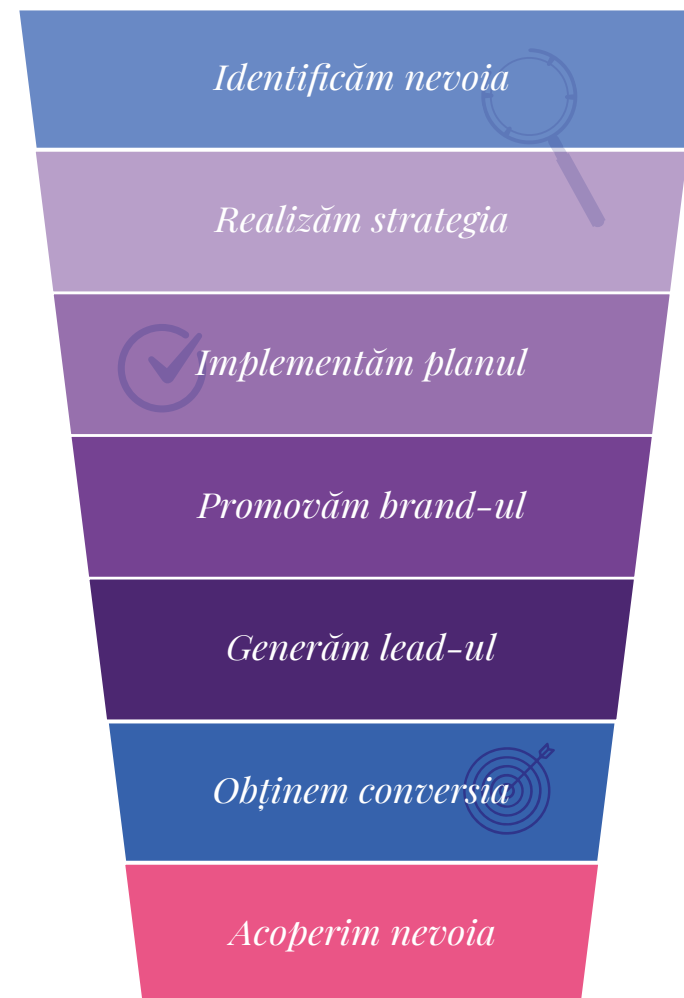 Identificăm nevoia
Realizăm strategia
Implementăm planul
Promovăm brand-ul
Generăm lead-ul
Obținem conversia
Acoperim nevoia